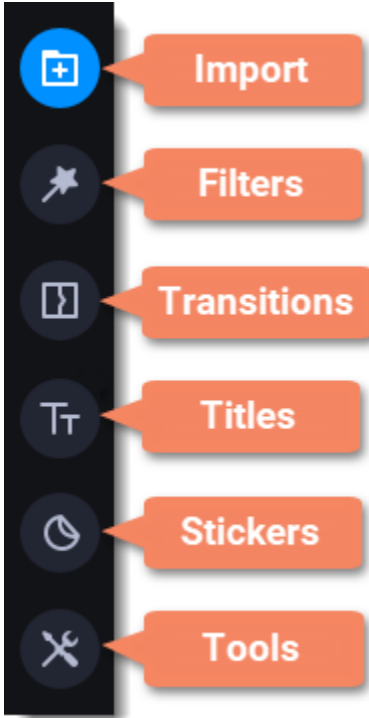 Import
Filters
Transitions
Titles
Stickers
Tools